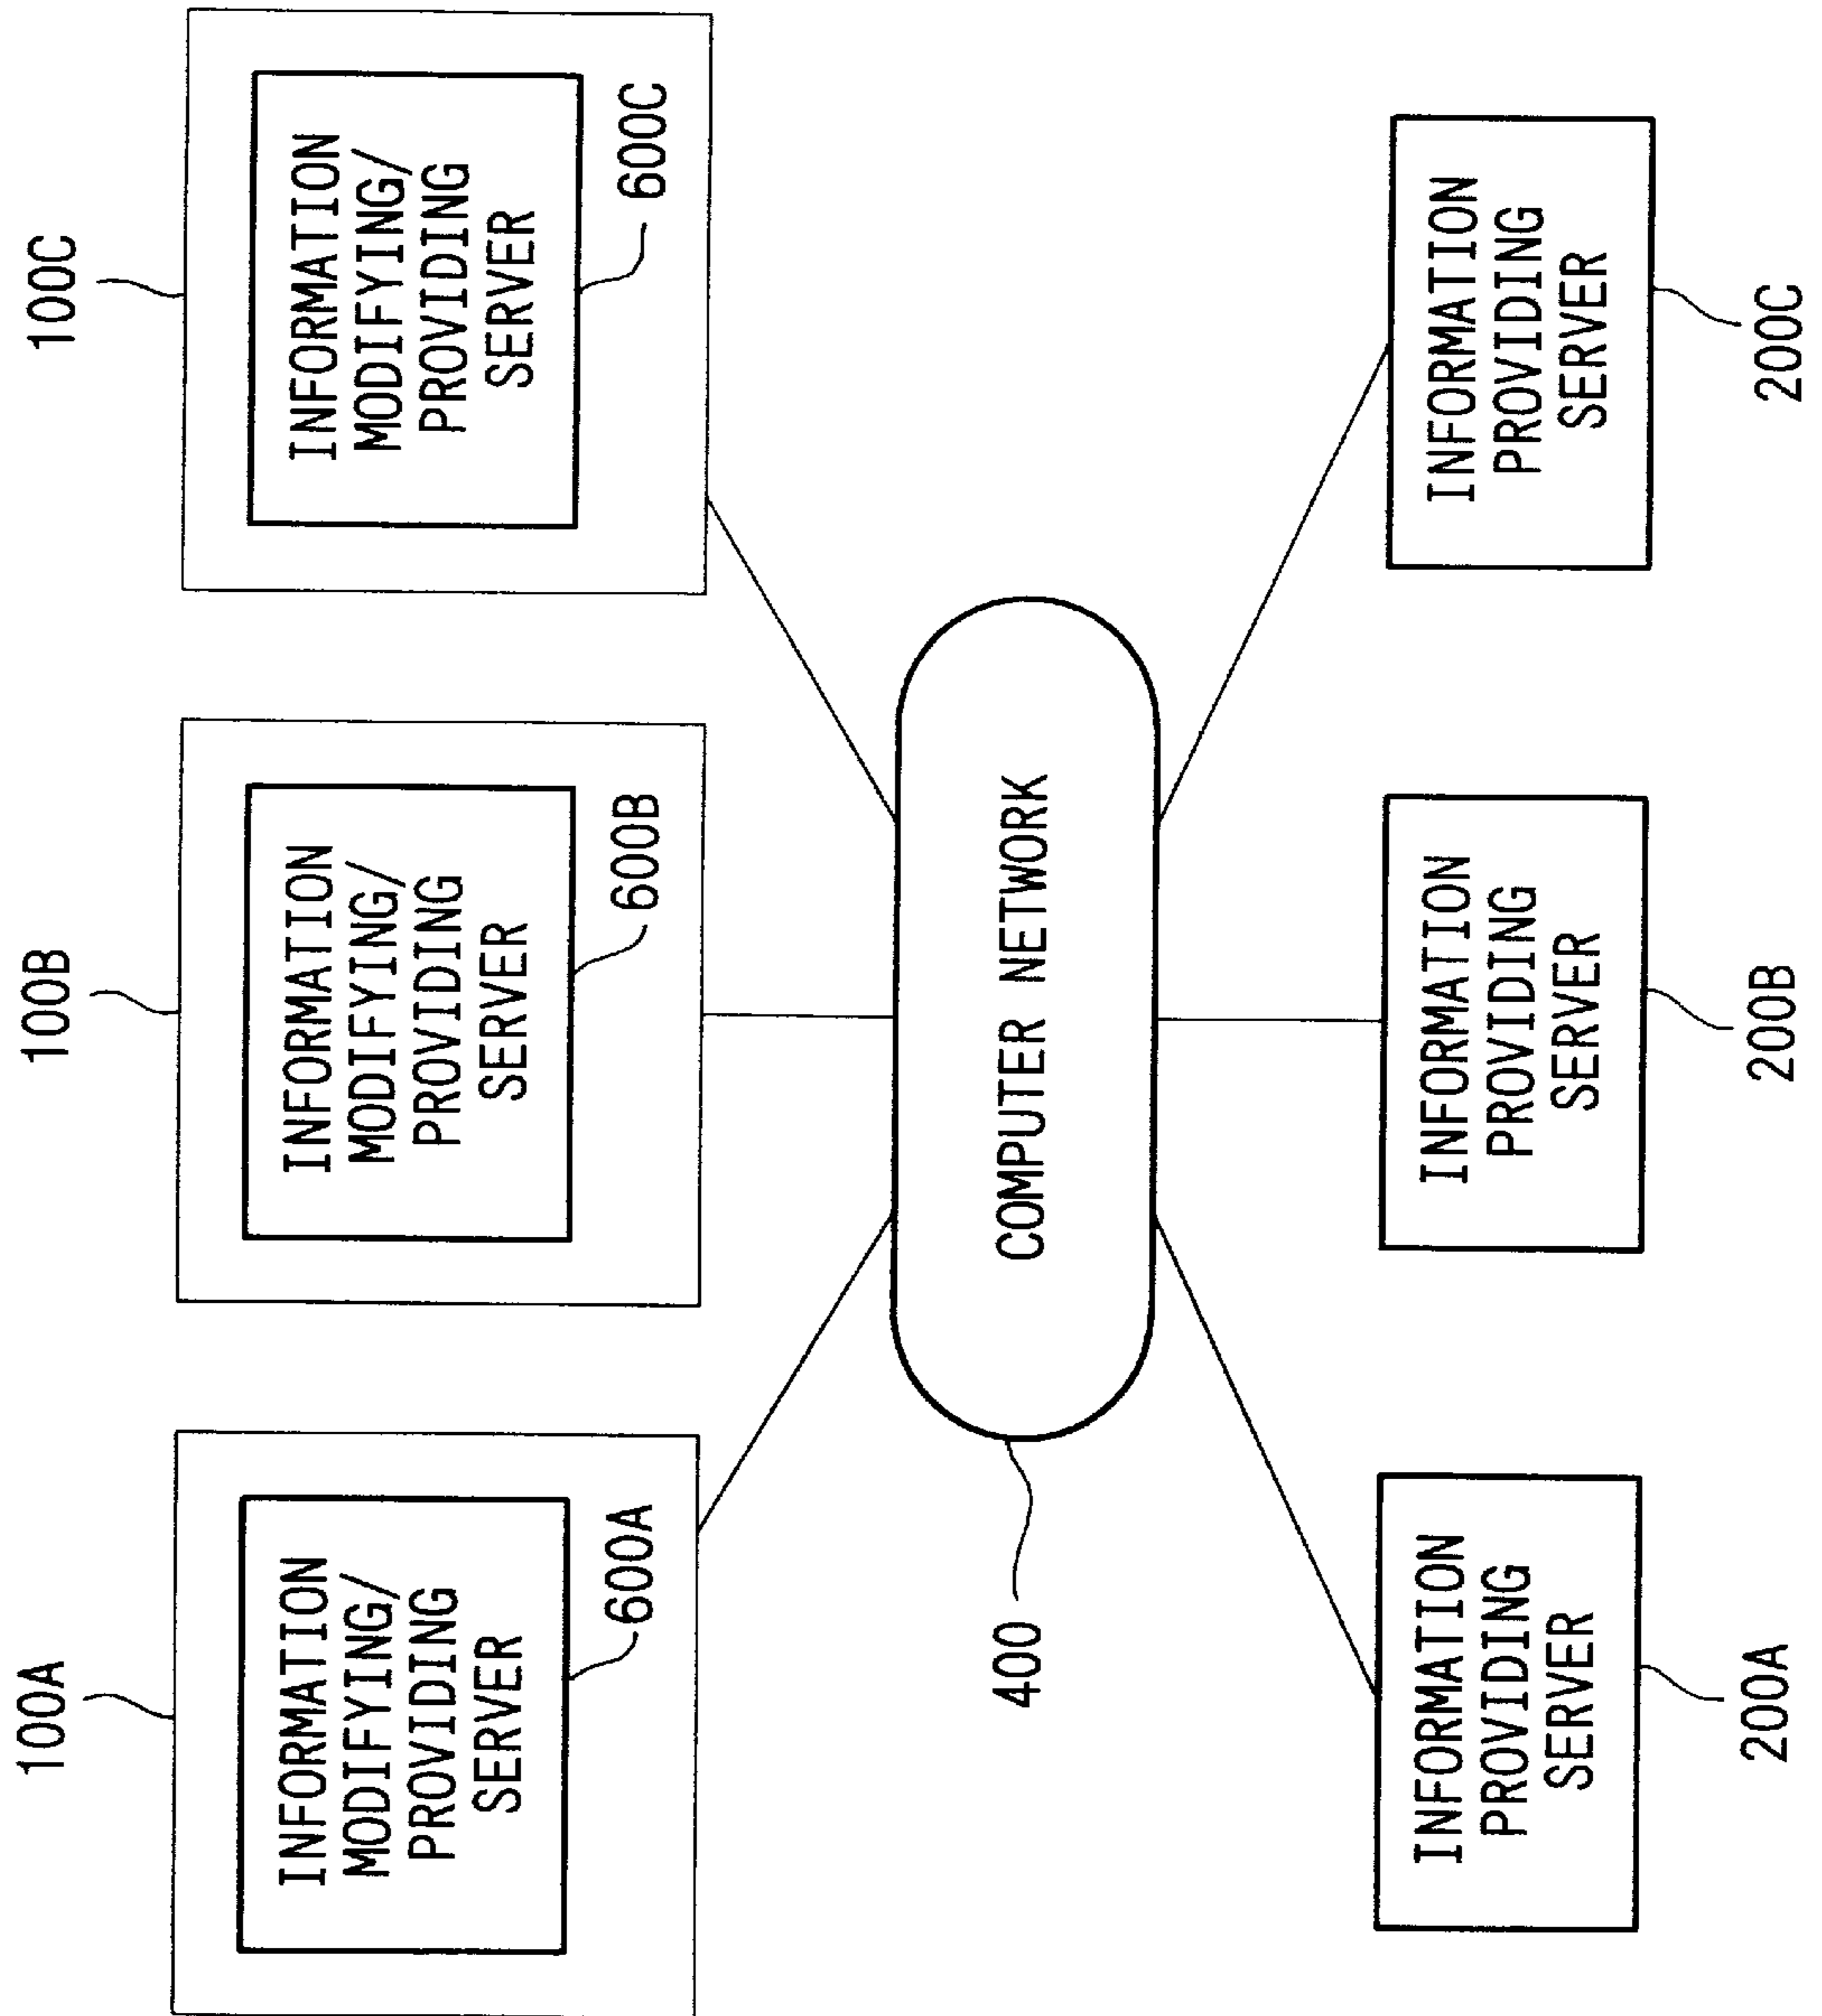 100A
100B
100C
INFORMATION
MODIFYING/
PROVIDING
SERVER
600A
INFORMATION
MODIFYING/
PROVIDING
SERVER
600B
INFORMATION
MODIFYING/
PROVIDING
SERVER
600C
400
COMPUTER NETWORK
INFORMATION
PROVIDING
SERVER
200A
INFORMATION
PROVIDING
SERVER
200B
INFORMATION
PROVIDING
SERVER
200C